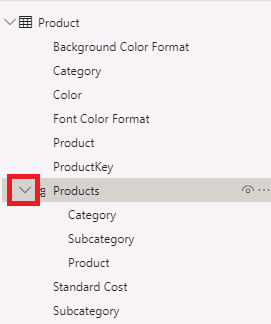 Product
Background Color Format
Category
Color
Font Color Format
Product
ProductKey
Products
Category
Subcategory
Product
Standard Cost
Subcategory